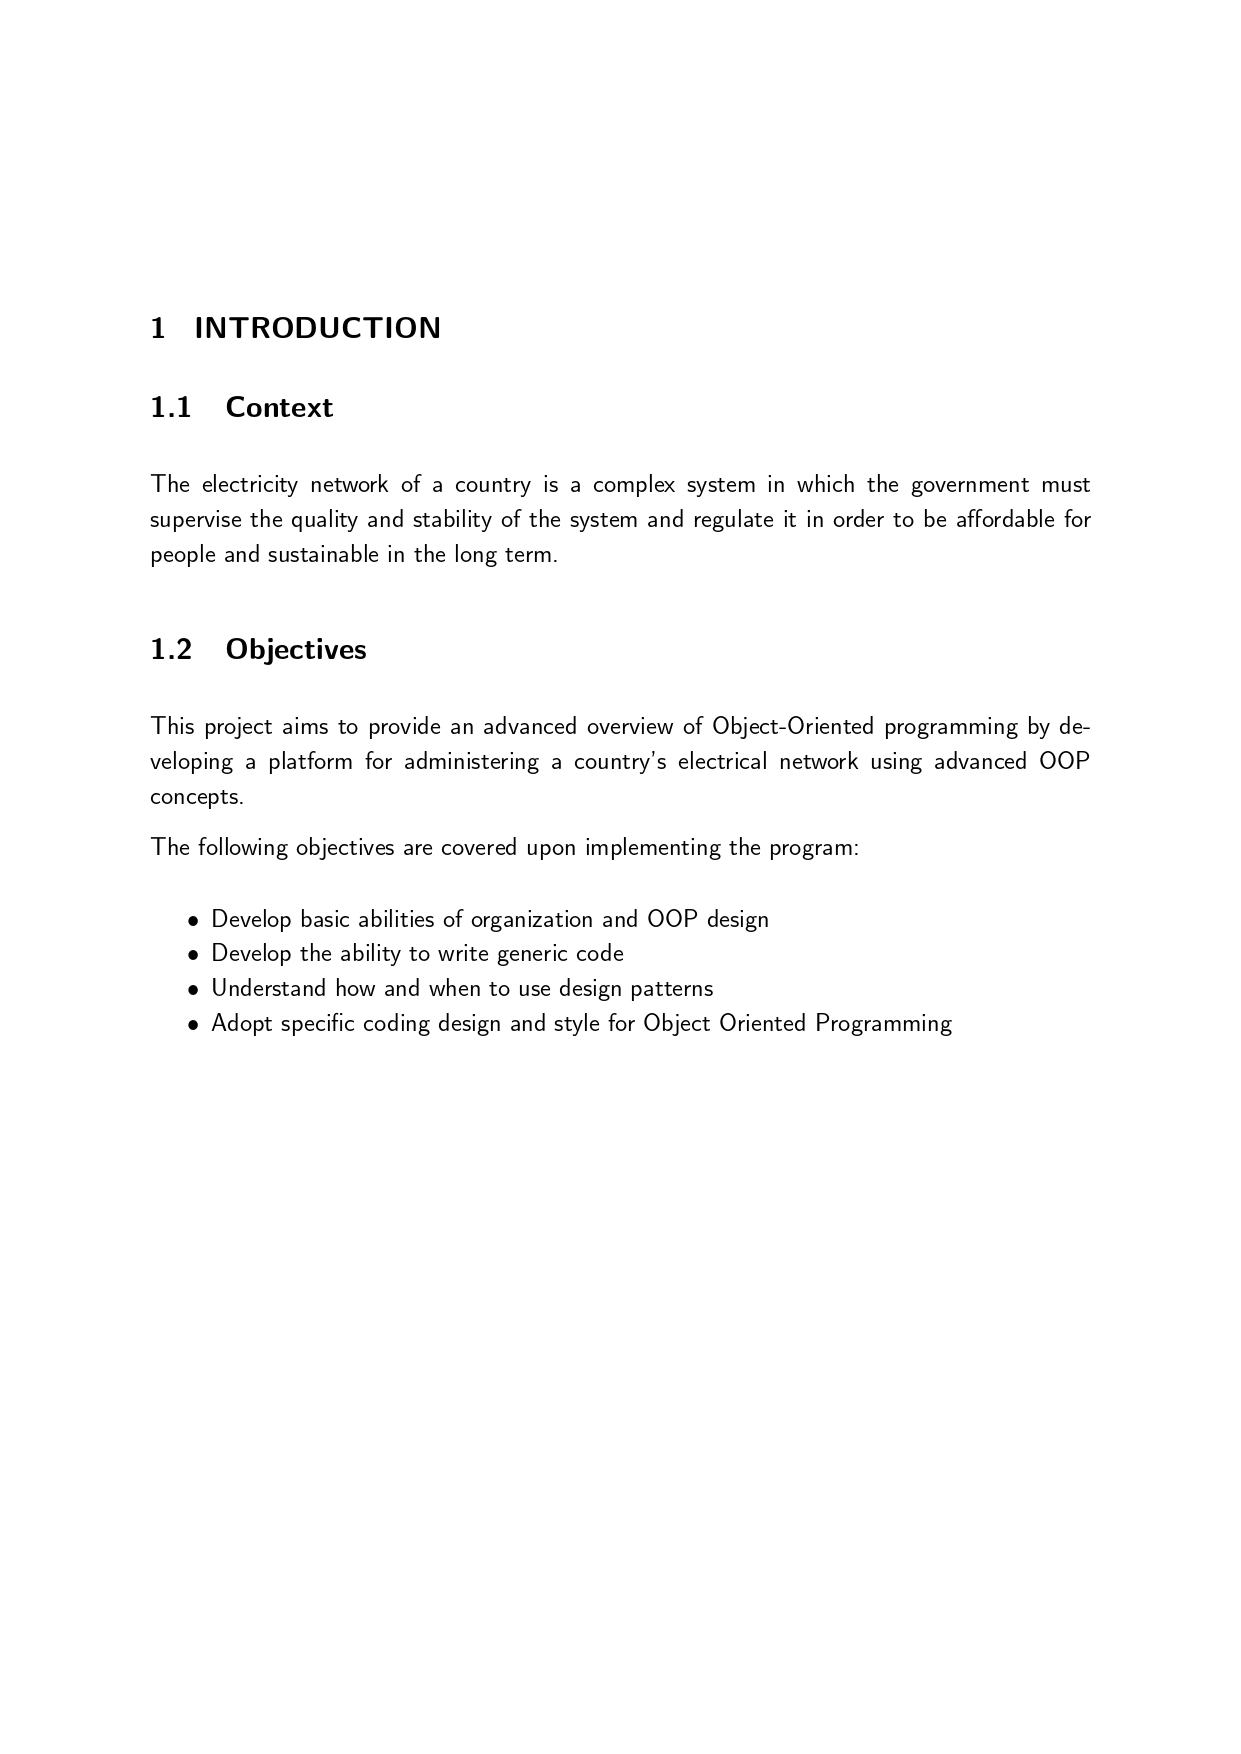 1 INTRODUCTION
1.1 Context
The electricity network of a country is a complex system in which the government must
supervise the quality and stability of the system and regulate it in order to be affordable for
people and sustainable in the long term.
1.2 Objectives
This project aims to provide an advanced overview of Object-Oriented programming by de-
veloping a platform for administering a country's electrical network using advanced OOP
concepts.
The following objectives are covered upon implementing the program:
• Develop basic abilities of organization and OOP design
• Develop the ability to write generic code
• Understand how and when to use design patterns
• Adopt specific coding design and style for Object Oriented Programming